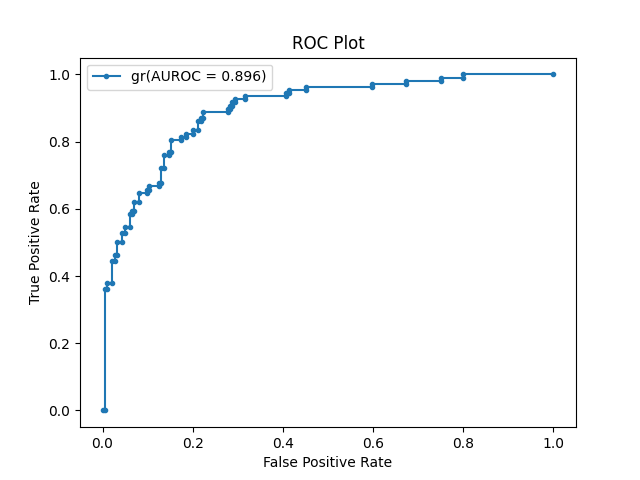 ROC Plot
gr(AUROC = 0.896)
True Positive Rate
1.0
0.8
0.6
0.4
0.2
0.0
0.0 0.2 0.4 0.6 0.8 1.0
False Positive Rate